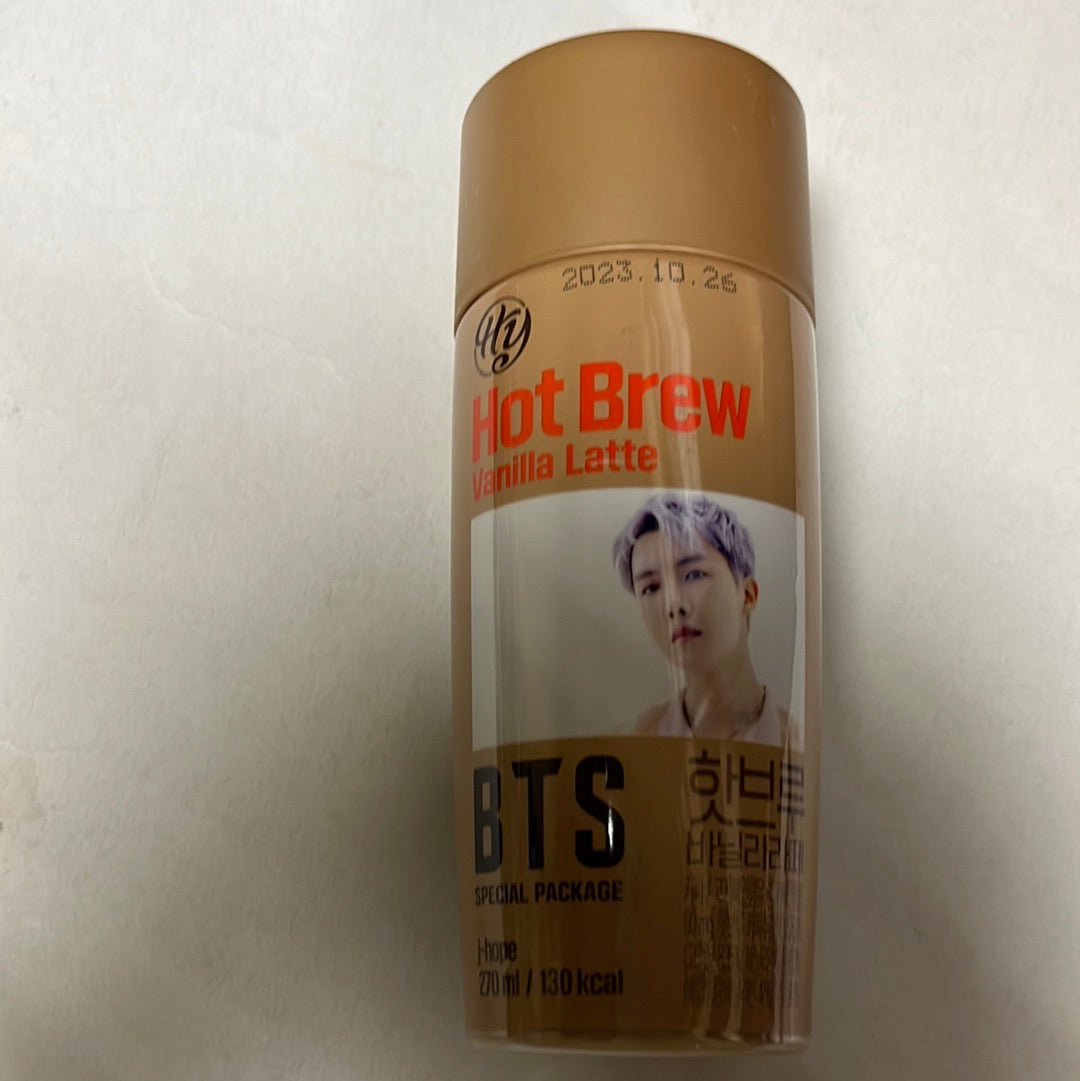 2023.10.26
Hy
Hot Brew
Vanilla Latte
BTS
SPECIAL PACKAGE
j-hope
270 ml / 130 kcal
핫브루
바닐라라떼